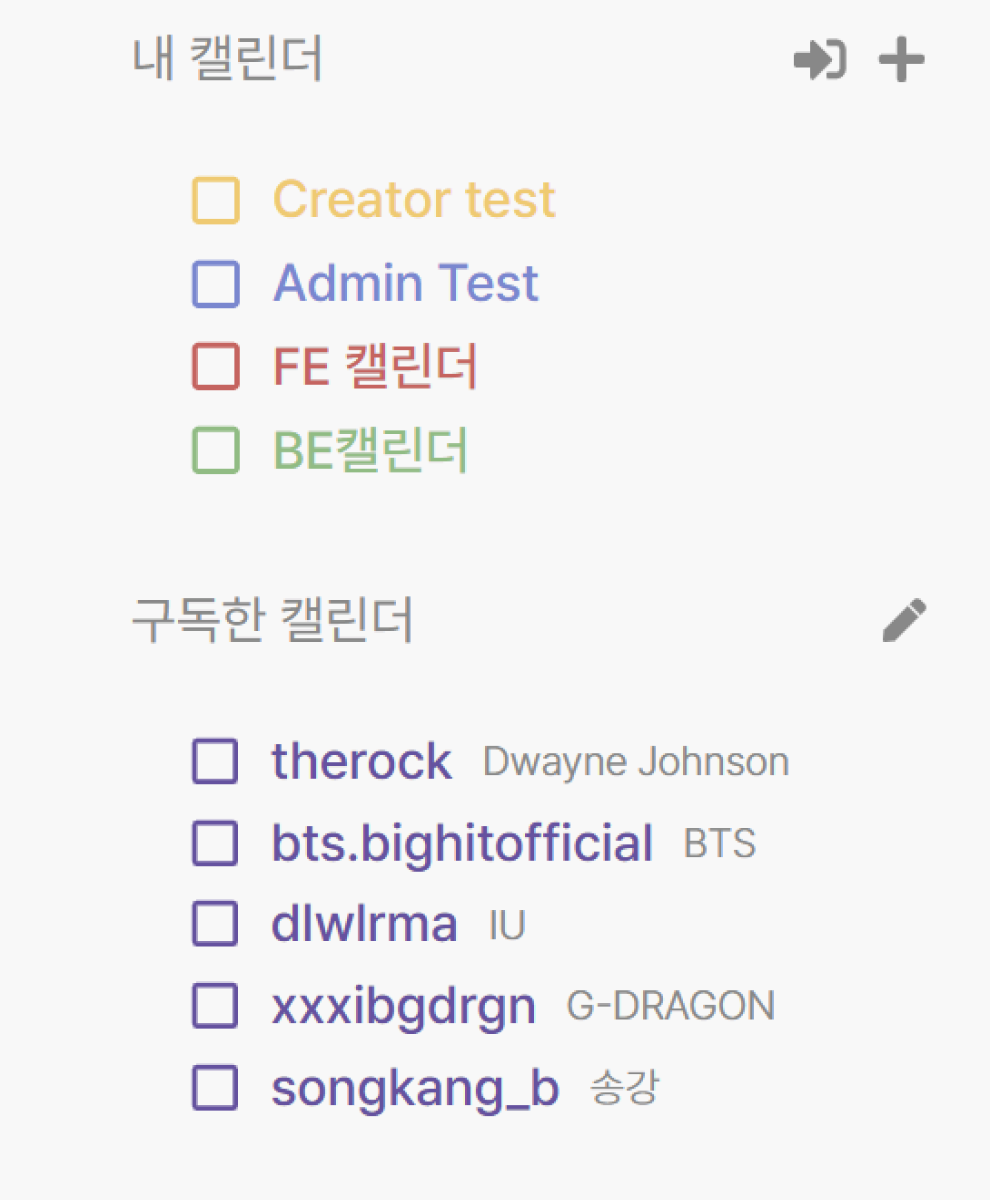 내 캘린더
Creator test
Admin Test
FE 캘린더
BE캘린더
구독한 캘린더
therock Dwayne Johnson
bts.bighitofficial BTS
dlwlrma IU
xxxibgdrgn G-DRAGON
songkang_b 송강